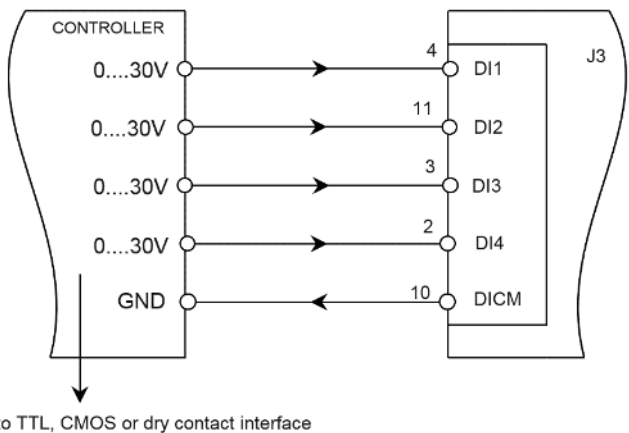 CONTROLLER
J3
0....30V 4 DI1
0....30V 11 DI2
0....30V 3 DI3
0....30V 2 DI4
GND 10 DICM
to TTL, CMOS or dry contact interface